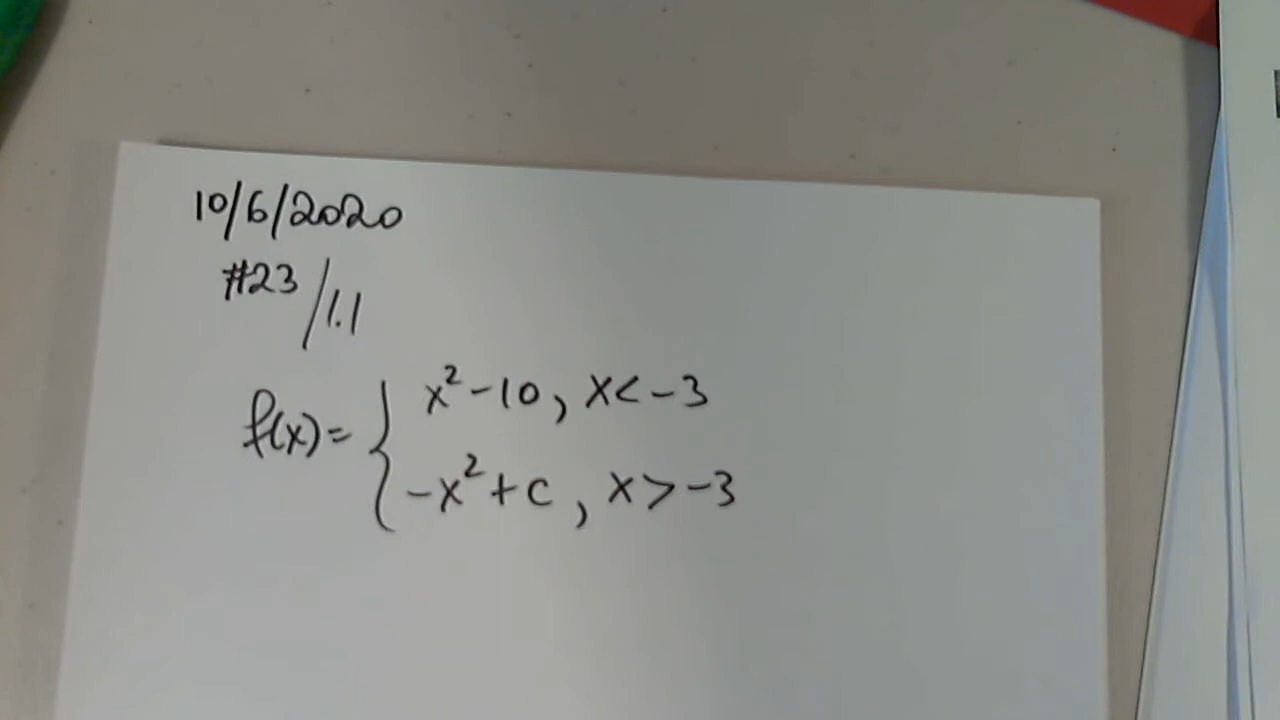 10/6/2020
#23/1.1
f(x)= { x²-10, x<-3
-x²+c, x>-3